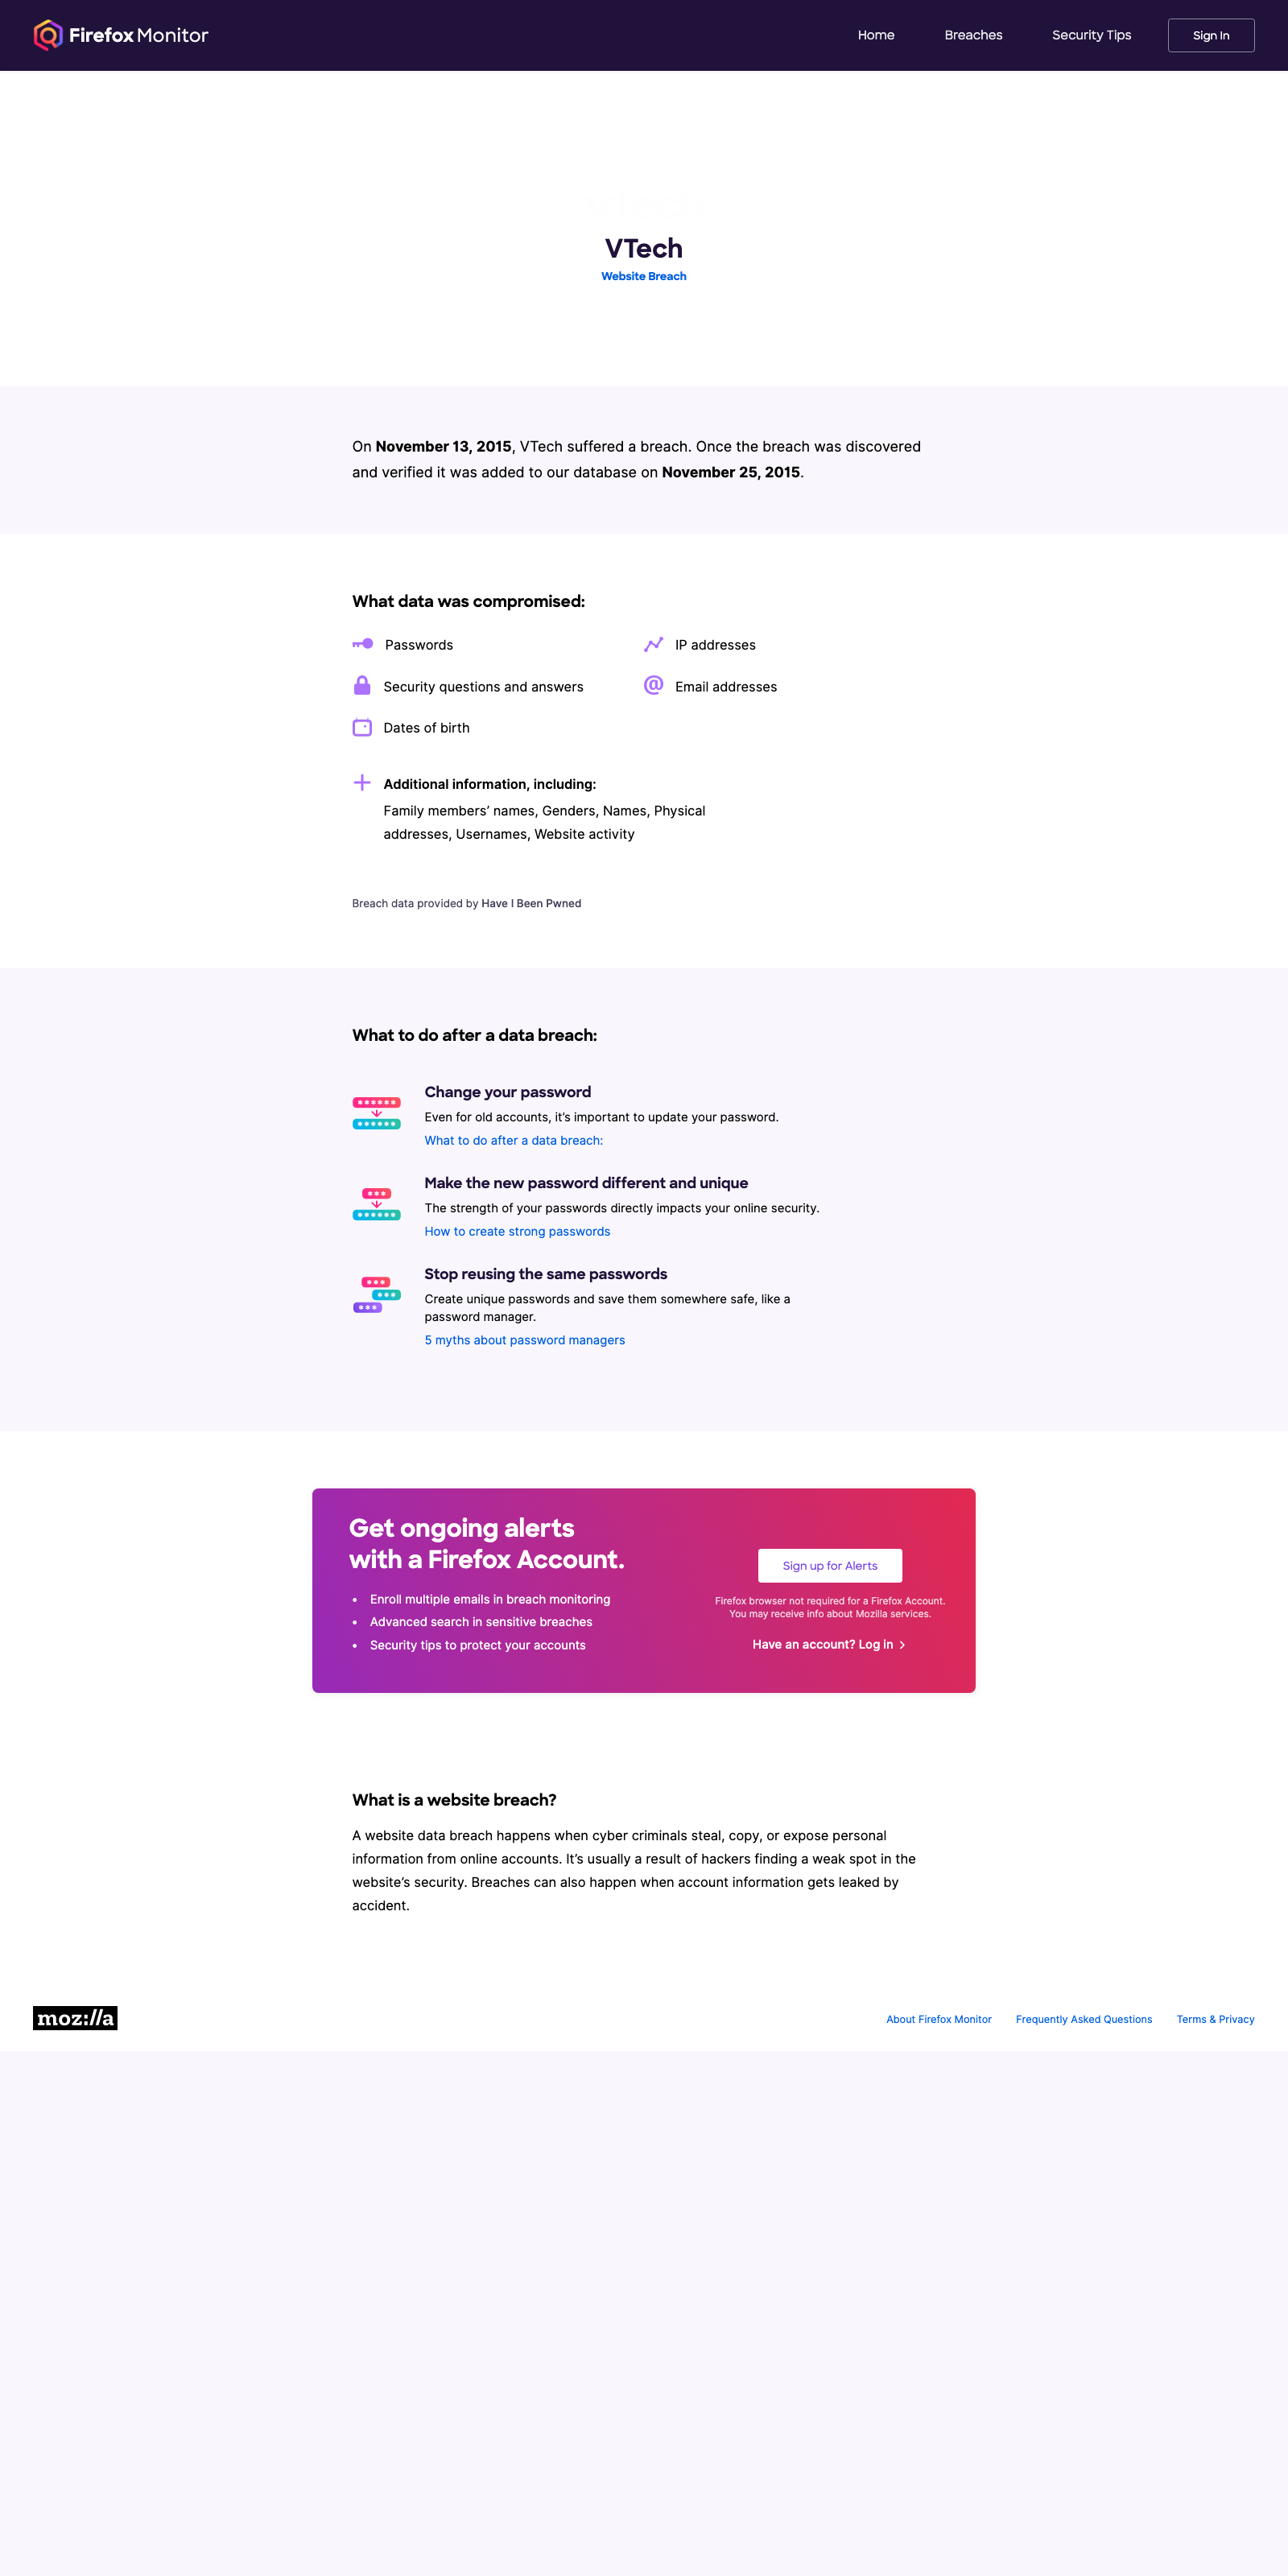 Firefox Monitor
Home
Breaches
Security Tips
Sign In
VTech
Website Breach
On November 13, 2015, VTech suffered a breach. Once the breach was discovered
and verified it was added to our database on November 25, 2015.
What data was compromised:
Passwords
IP addresses
Security questions and answers
Email addresses
Dates of birth
Additional information, including:
Family members’ names, Genders, Names, Physical
addresses, Usernames, Website activity
Breach data provided by Have I Been Pwned
What to do after a data breach:
Change your password
Even for old accounts, it’s important to update your password.
What to do after a data breach:
Make the new password different and unique
The strength of your passwords directly impacts your online security.
How to create strong passwords
Stop reusing the same passwords
Create unique passwords and save them somewhere safe, like a
password manager.
5 myths about password managers
Get ongoing alerts
with a Firefox Account.
• Enroll multiple emails in breach monitoring
• Advanced search in sensitive breaches
• Security tips to protect your accounts
Sign up for Alerts
Firefox browser not required for a Firefox Account.
You may receive info about Mozilla services.
Have an account? Log in
What is a website breach?
A website data breach happens when cyber criminals steal, copy, or expose personal
information from online accounts. It’s usually a result of hackers finding a weak spot in the
website’s security. Breaches can also happen when account information gets leaked by
accident.
moz://a
About Firefox Monitor
Frequently Asked Questions
Terms & Privacy